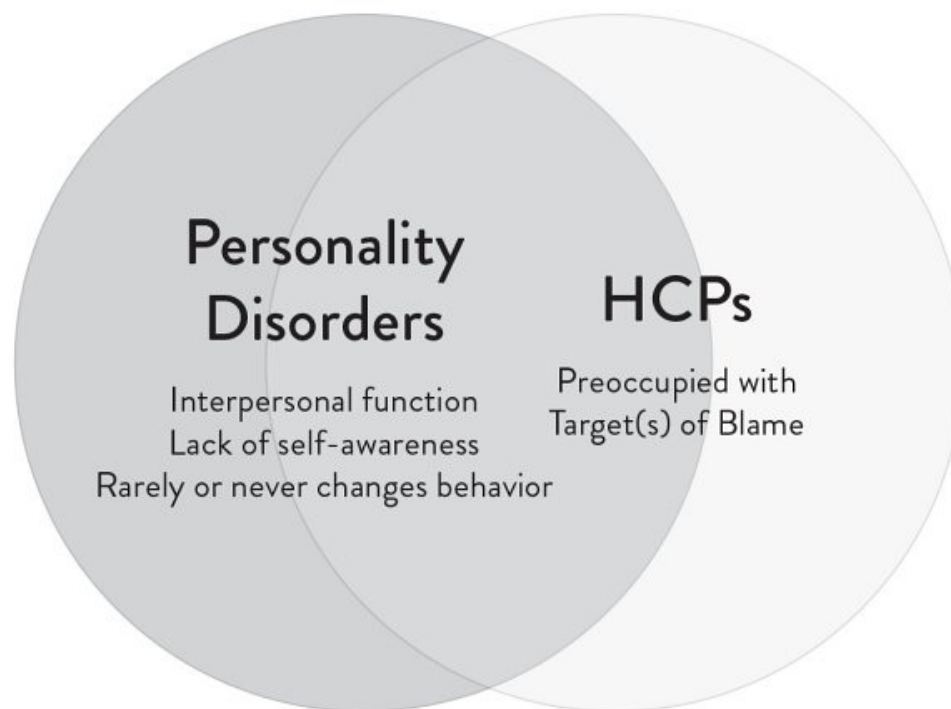 Personality
Disorders
Interpersonal function
Lack of self-awareness
Rarely or never changes behavior
HCPs
Preoccupied with
Target(s) of Blame